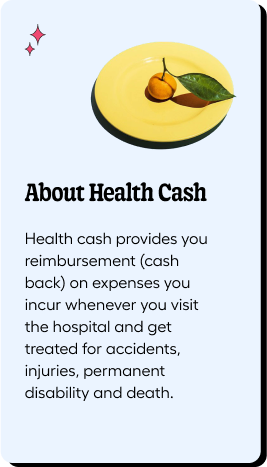 About Health Cash
Health cash provides you
reimbursement (cash
back) on expenses you
incur whenever you visit
the hospital and get
treated for accidents,
injuries, permanent
disability and death.